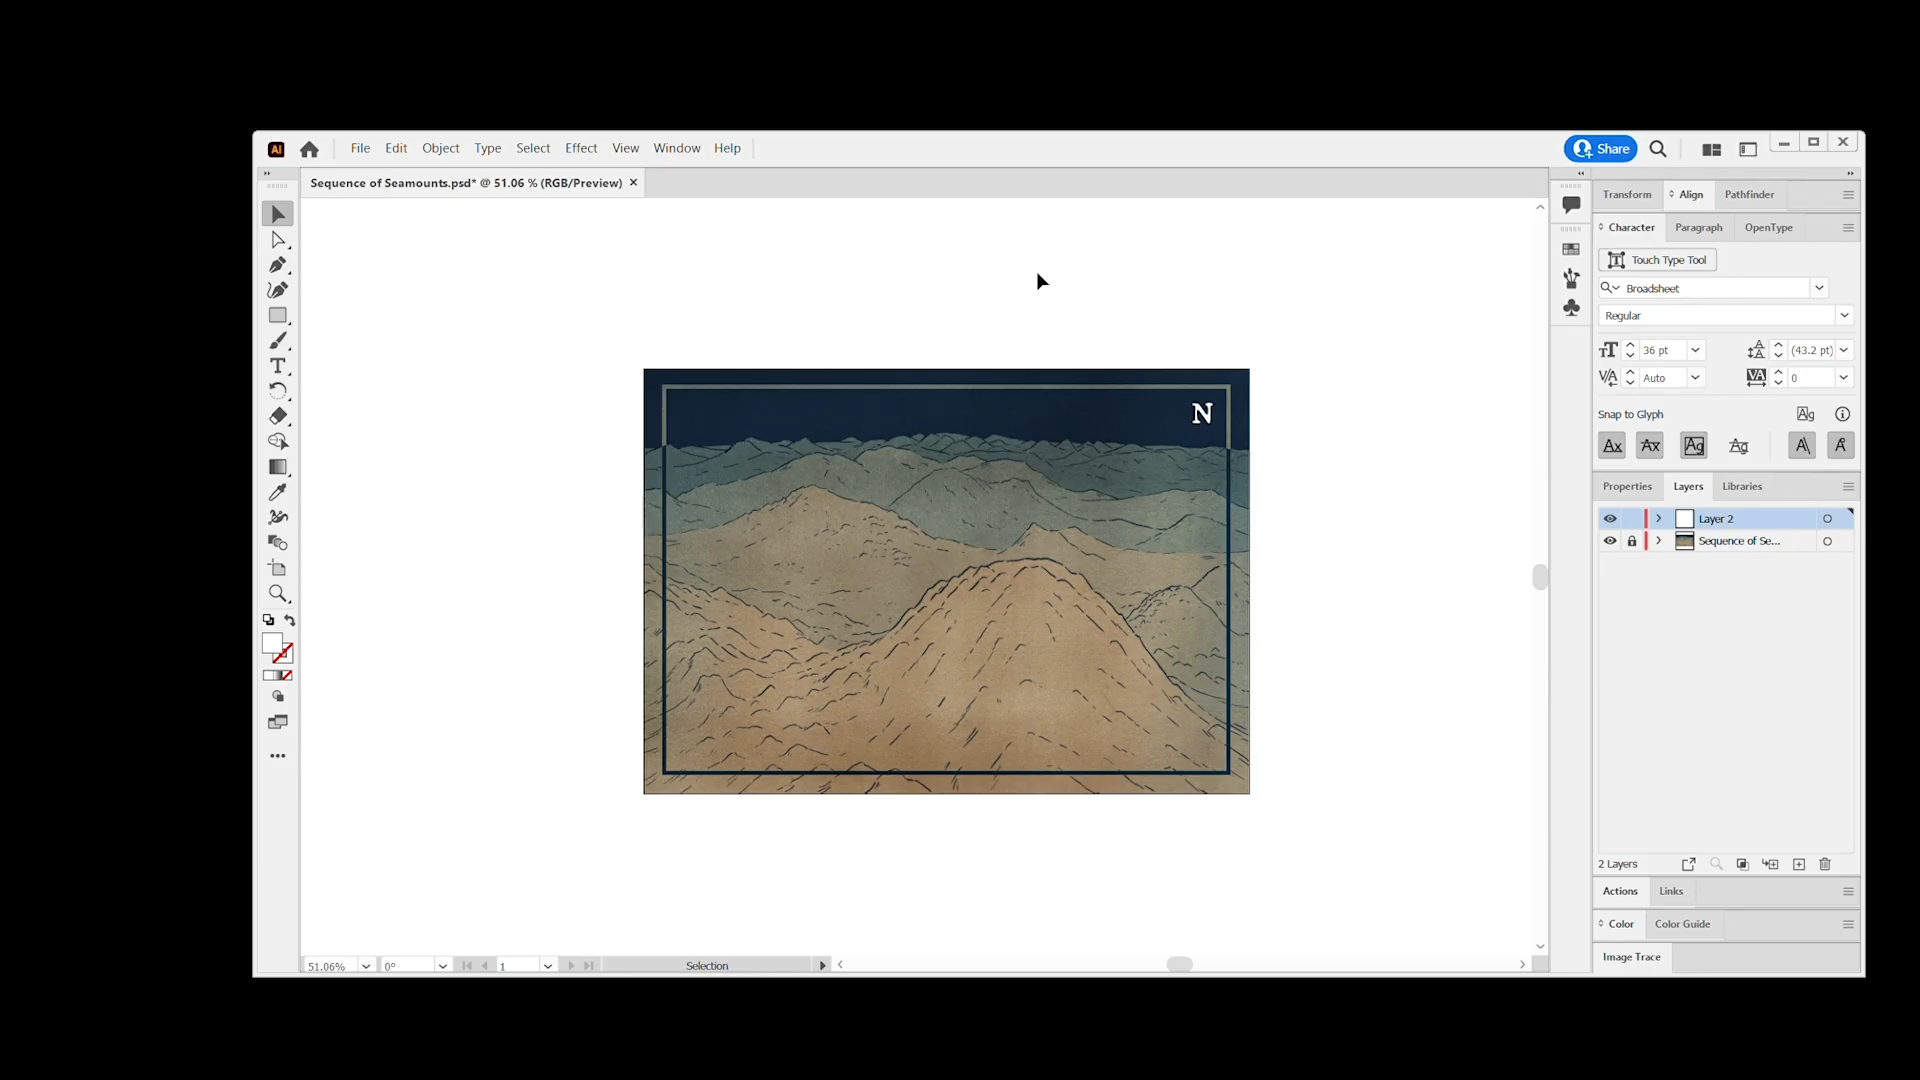 Ai File Edit Object Type Select Effect View Window Help Share
Sequence of Seamounts.psd* @ 51.06 % (RGB/Preview)
Transform Align Pathfinder
Character Paragraph OpenType
Touch Type Tool
Broadsheet
Regular
36 pt (43.2 pt)
Auto 0
Snap to Glyph
N
Properties Layers Libraries
Layer 2
Sequence of Se...
2 Layers
Actions Links
Color Color Guide
Image Trace
51.06% 0° 1 Selection